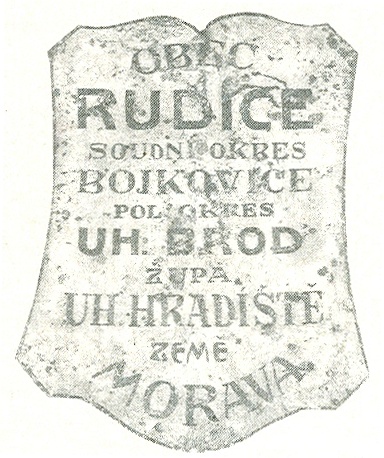 OBEC
RUDICE
SOUDNÍ OKRES
BOJKOVICE
POL. OKRES
UH. BROD
ŽUPA
UH. HRADIŠTĚ
ZEMĚ
MORAVA